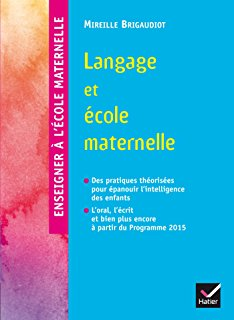 ENSEIGNER À L'ÉCOLE MATERNELLE
MIREILLE BRIGAUDIOT
Langage
et
école
maternelle
Des pratiques théorisées
pour épanouir l'intelligence
des enfants
L'oral, l'écrit
et bien plus encore
à partir du Programme 2015
Hatier